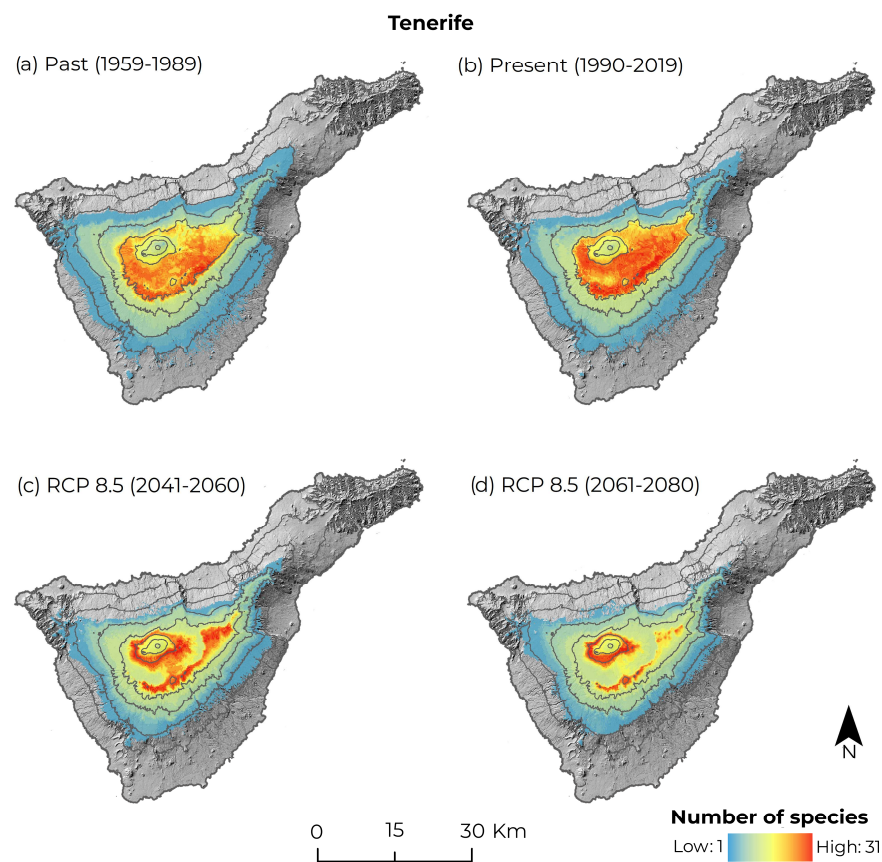 Tenerife
(a) Past (1959-1989)
(b) Present (1990-2019)
(c) RCP 8.5 (2041-2060)
(d) RCP 8.5 (2061-2080)
N
0 15 30 Km
Number of species
Low: 1 High: 31